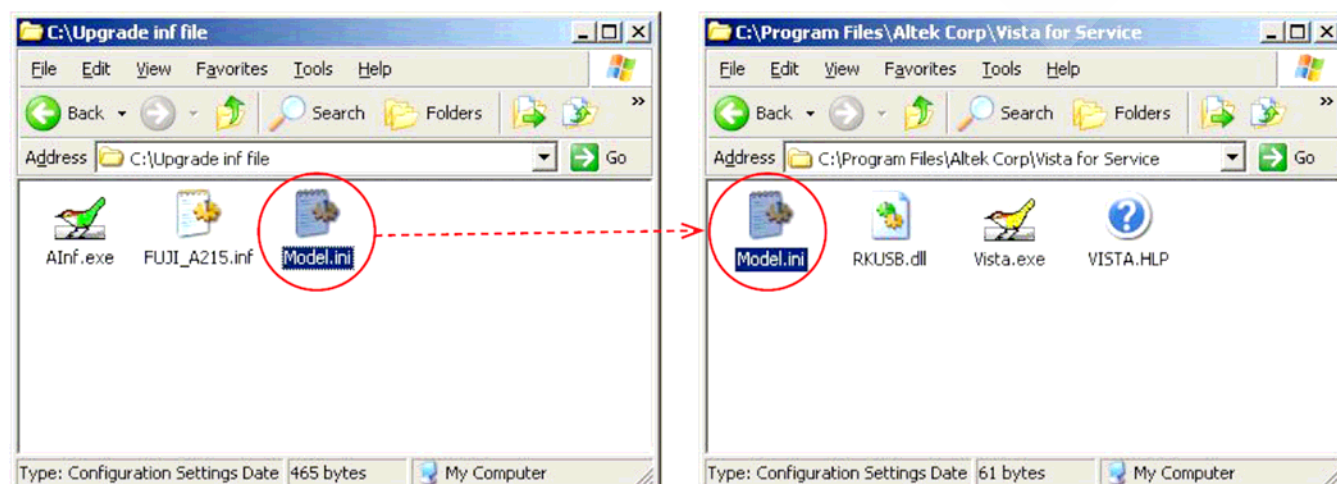 C:\Upgrade inf file
File Edit View Favorites Tools Help
Back Search Folders »
Address C:\Upgrade inf file Go
AInf.exe FUJI_A215.inf Model.ini
Type: Configuration Settings Date 465 bytes My Computer
C:\Program Files\Altek Corp\Vista for Service
File Edit View Favorites Tools Help
Back Search Folders »
Address C:\Program Files\Altek Corp\Vista for Service Go
Model.ini RKUSB.dll Vista.exe VISTA.HLP
Type: Configuration Settings Date 61 bytes My Computer